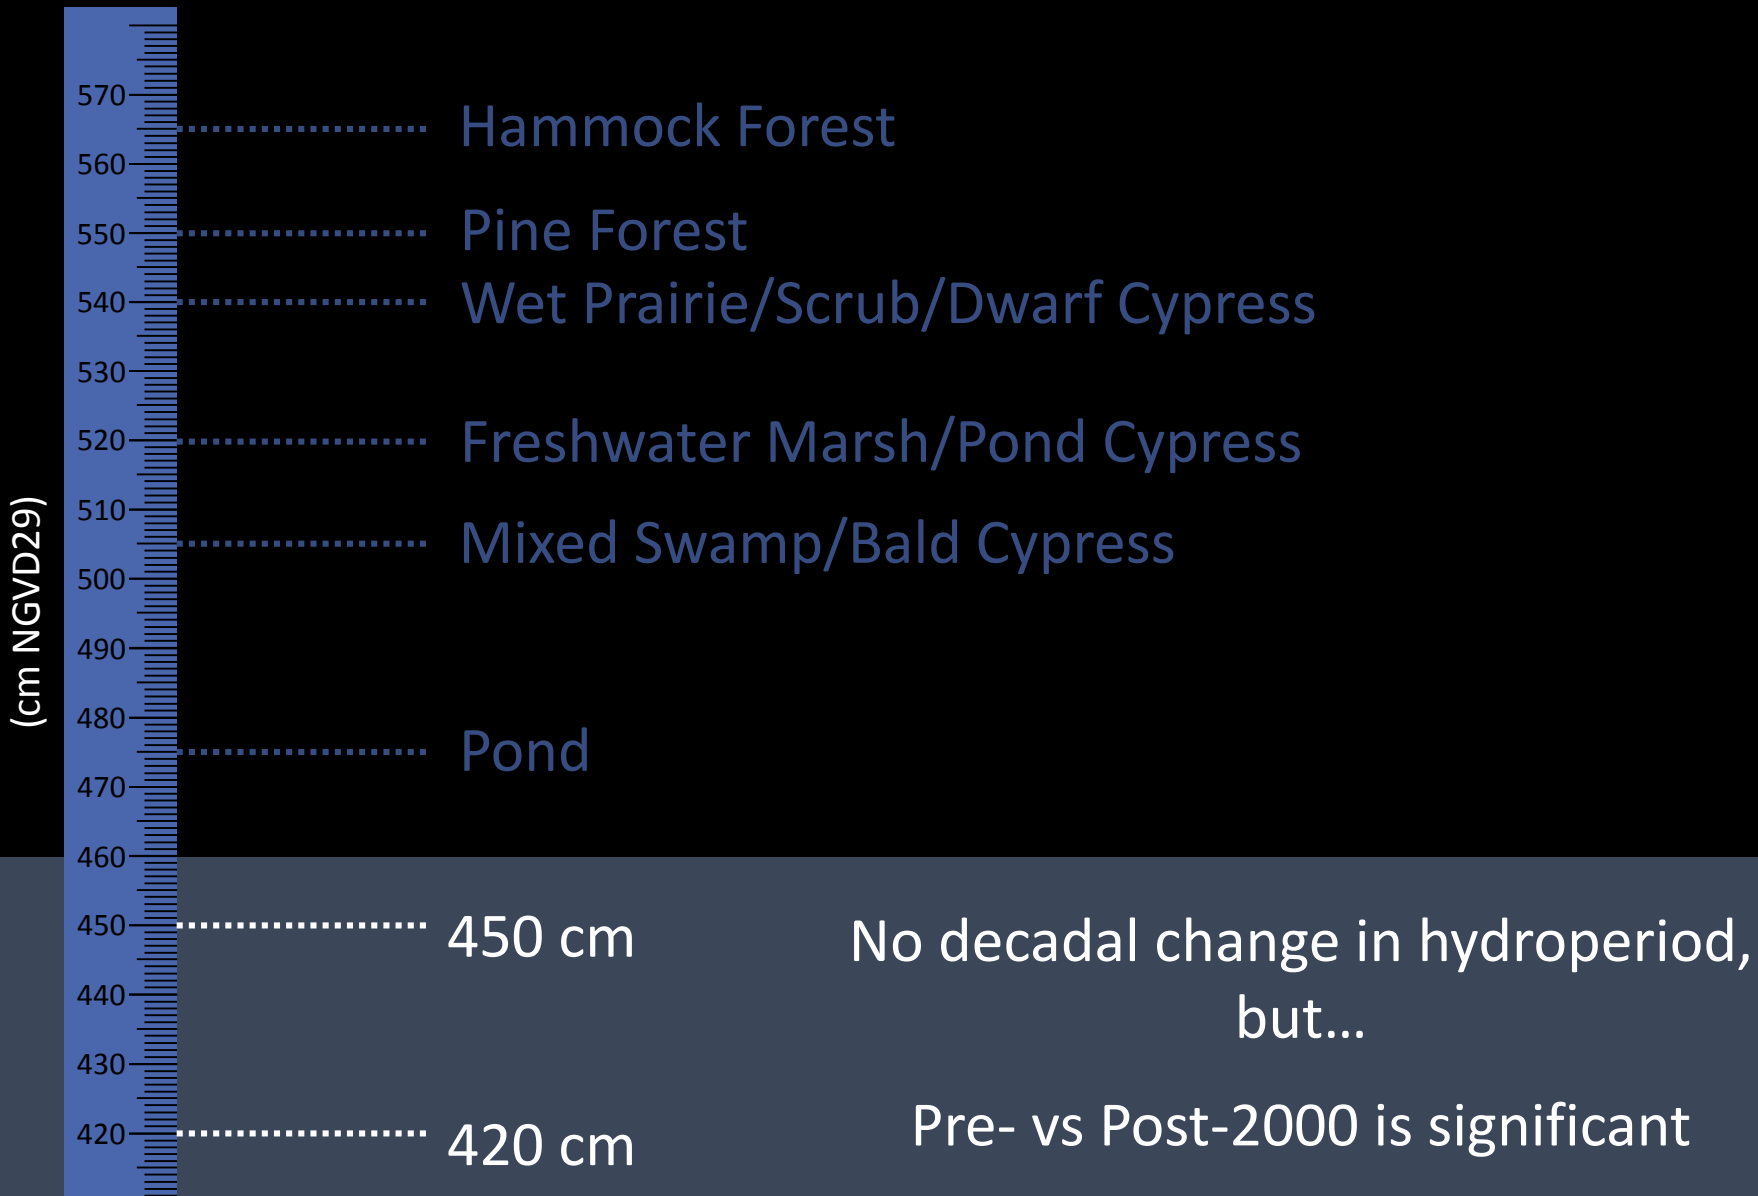 (cm NGVD29)
570
560
550
540
530
520
510
500
490
480
470
460
450
440
430
420
Hammock Forest
Pine Forest
Wet Prairie/Scrub/Dwarf Cypress
Freshwater Marsh/Pond Cypress
Mixed Swamp/Bald Cypress
Pond
450 cm
420 cm
No decadal change in hydroperiod,
but…
Pre- vs Post-2000 is significant